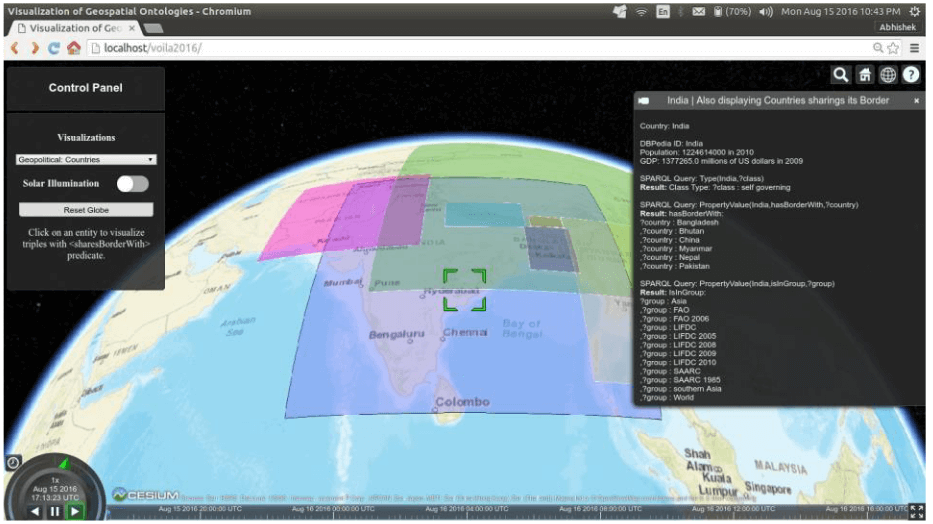 Visualization of Geospatial Ontologies - Chromium
En
(70%)
Mon Aug 15 2016 10:43 PM
Visualization of Geo
Abhishek
localhost/voila2016/
Control Panel
Visualizations
Geopolitical: Countries
Solar Illumination
Reset Globe
Click on an entity to visualize
triples with <sharesBorderWith>
predicate.
India | Also displaying Countries sharings its Border
Country: India
DBPedia ID: India
Population: 1224614000 in 2010
GDP: 1377265.0 millions of US dollars in 2009
SPARQL Query: Type(India,?class)
Result: Class Type: ?class : self governing
SPARQL Query: PropertyValue(India,hasBorderWith,?country)
Result: hasBorderWith:
?country : Bangladesh
,?country : Bhutan
,?country : China
,?country : Myanmar
,?country : Nepal
,?country : Pakistan
SPARQL Query: PropertyValue(India,isInGroup,?group)
Result: IsInGroup:
?group : Asia
,?group : FAO
,?group : FAO 2006
,?group : LIFDC
,?group : LIFDC 2005
,?group : LIFDC 2008
,?group : LIFDC 2009
,?group : LIFDC 2010
,?group : SAARC
,?group : SAARC 1985
,?group : southern Asia
,?group : World
Mumbai
Pune
Hyderabad
OMAN
Arabian
Sea
Bengaluru
Chennai
Bay of
Bengal
YEMEN
Colombo
Shah
Alam
Kuala
Lumpur
MALAYSIA
Singapore
1x
Aug 15 2016
17:13:23 UTC
CESIUM
Aug 15 2016 20:00:00 UTC
Aug 16 2016 00:00:00 UTC
Aug 16 2016 04:00:00 UTC
Aug 16 2016 08:00:00 UTC
Aug 16 2016 12:00:00 UTC
Aug 16 2016 16:00:00 UTC